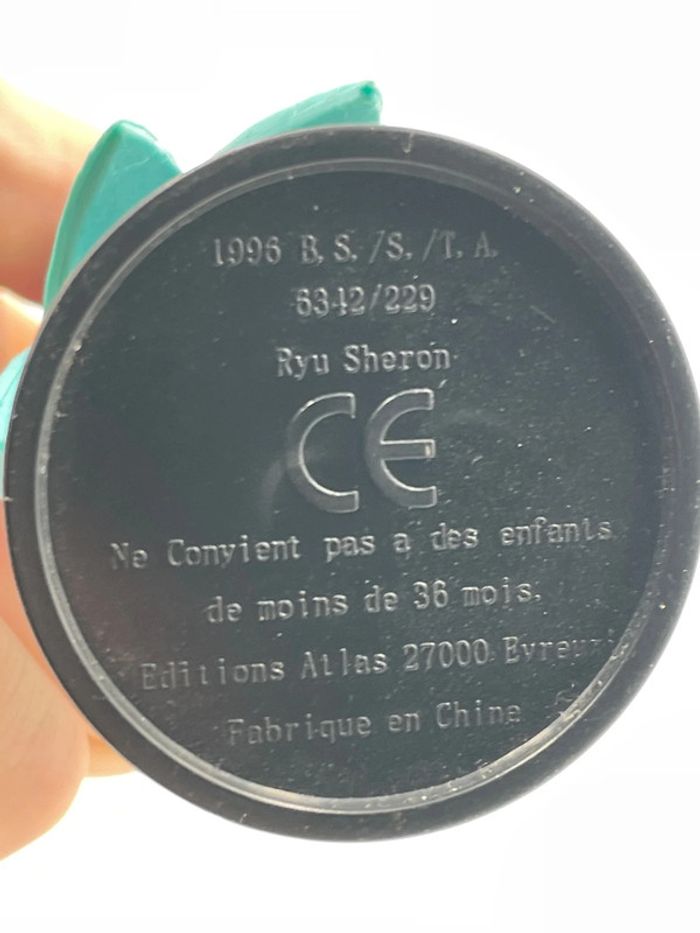 1996 B.S./S./T.A.
6342/229
Ryu Sheron
CE
Ne Conyient pas a des enfants
de moins de 36 mois.
Editions Atlas 27000 Evreux
Fabrique en Chine